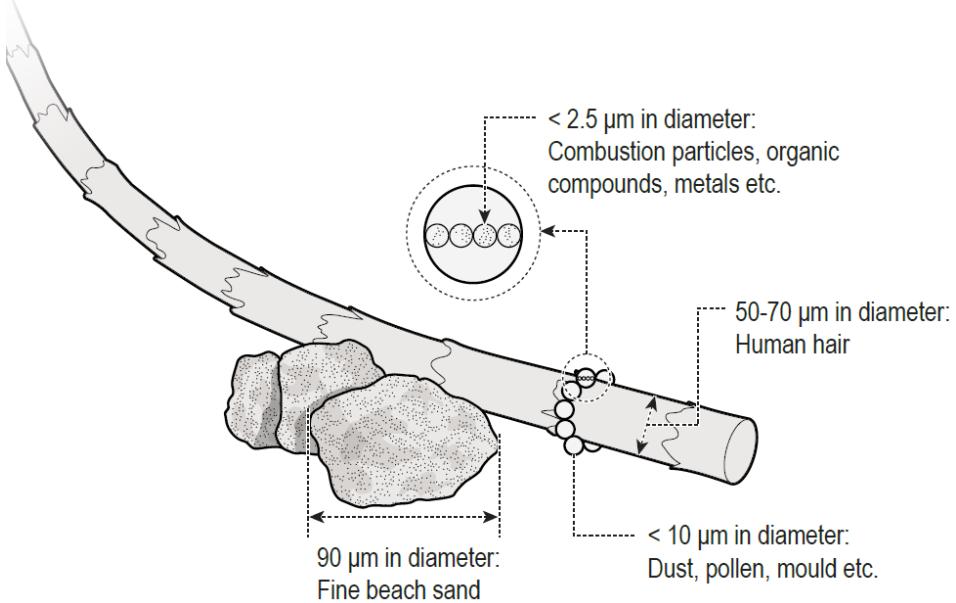 < 2.5 µm in diameter:
Combustion particles, organic
compounds, metals etc.
50-70 µm in diameter:
Human hair
90 µm in diameter:
Fine beach sand
< 10 µm in diameter:
Dust, pollen, mould etc.